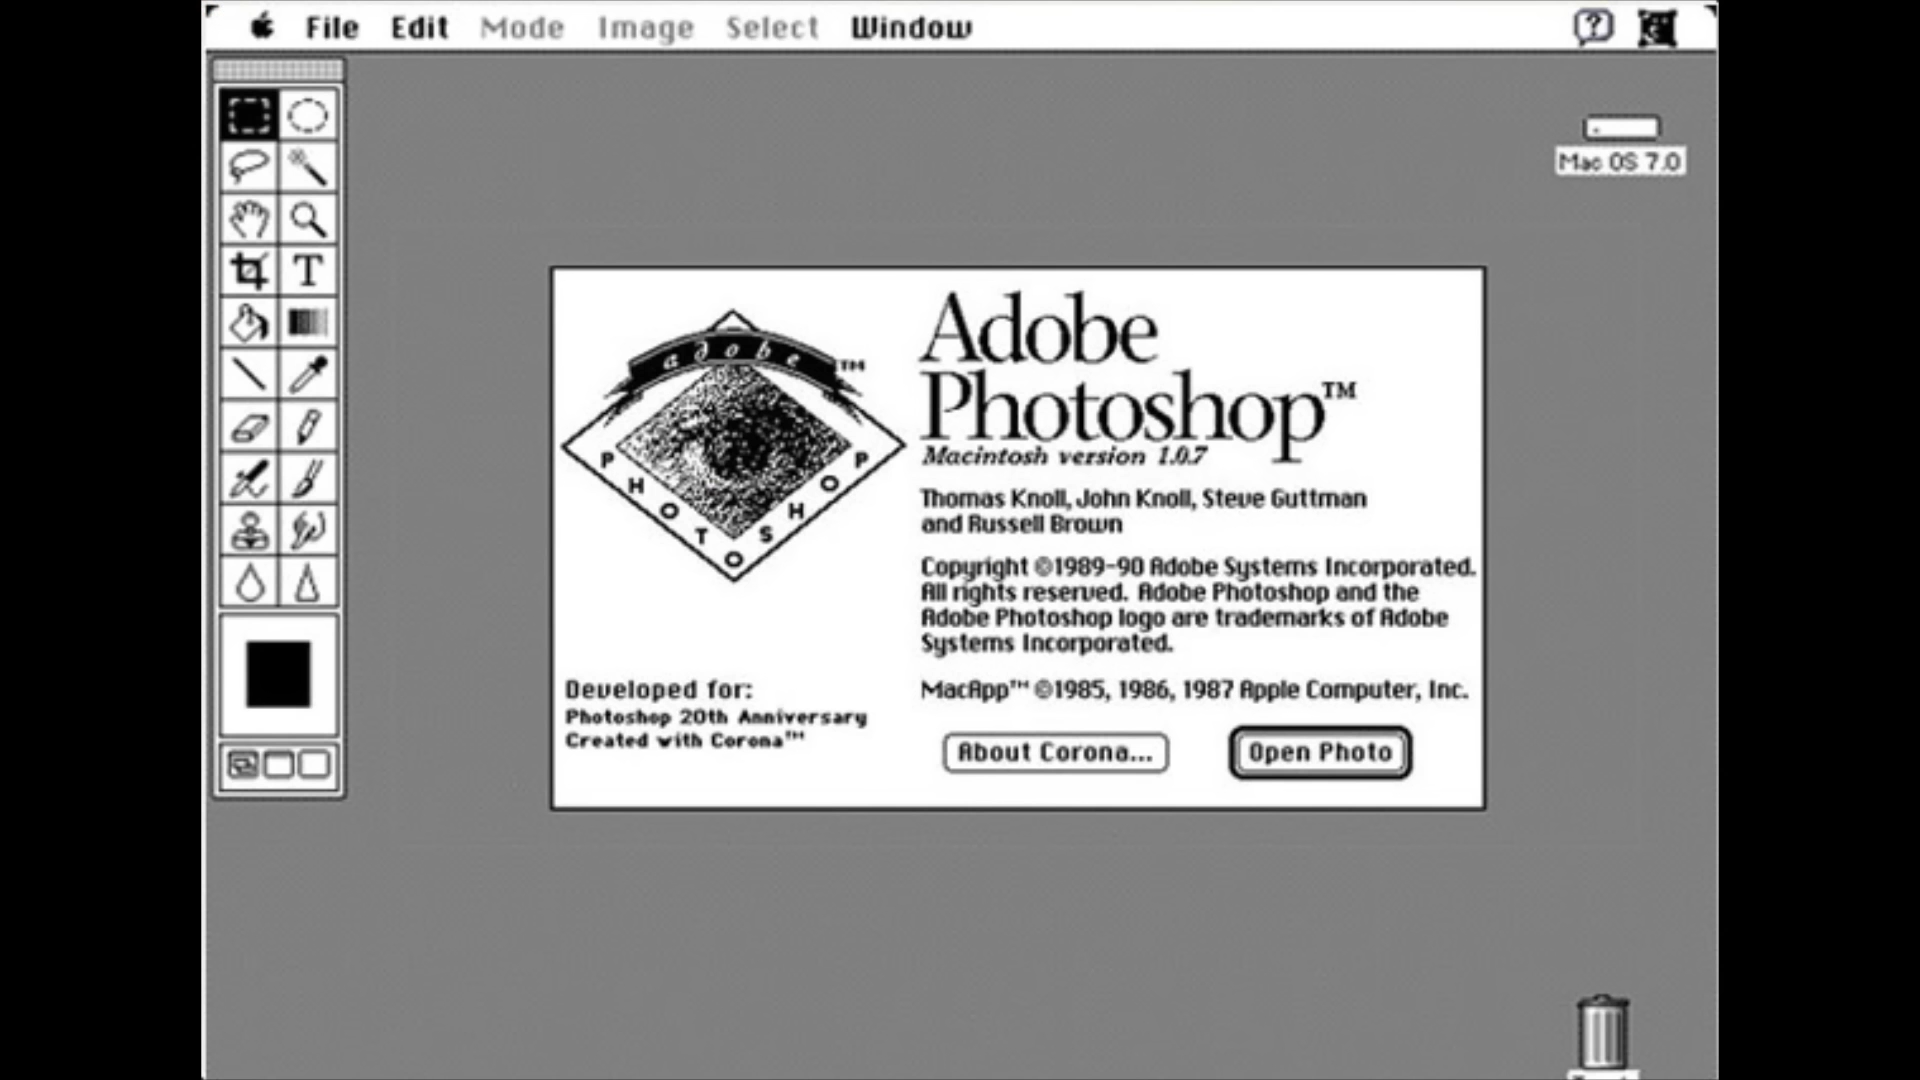 File Edit Mode Image Select Window
Mac OS 7.0
T
adobe™
PHOTOSHOP
Adobe
Photoshop™
Macintosh version 1.0.7
Thomas Knoll, John Knoll, Steve Guttman
and Russell Brown
Copyright ©1989-90 Adobe Systems Incorporated.
All rights reserved. Adobe Photoshop and the
Adobe Photoshop logo are trademarks of Adobe
Systems Incorporated.
Developed for:
Photoshop 20th Anniversary
Created with Corona™
MacApp™ ©1985, 1986, 1987 Apple Computer, Inc.
About Corona... Open Photo